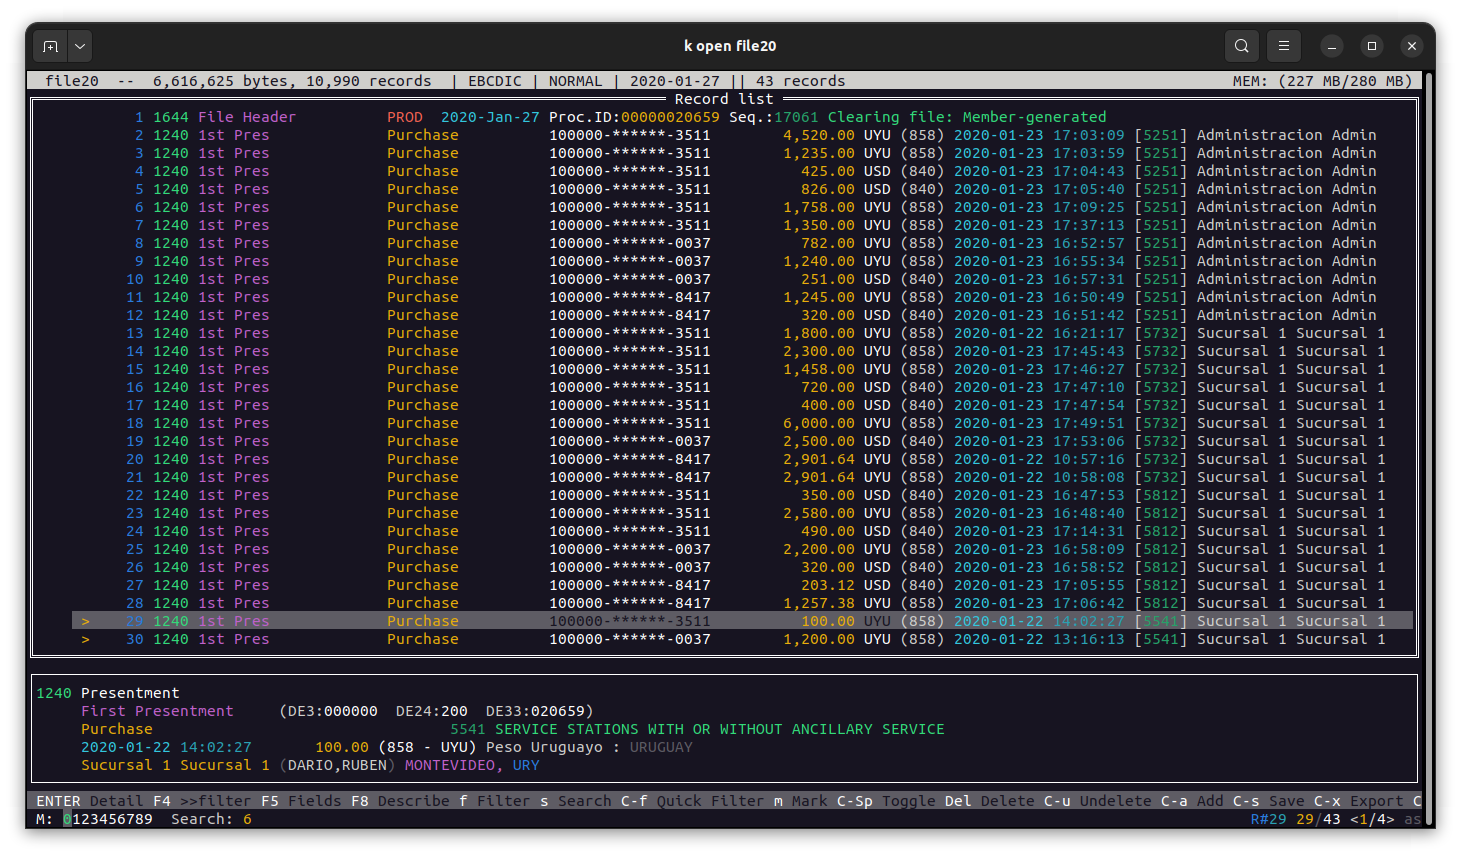 k open file20
file20  --  6,616,625 bytes, 10,990 records  | EBCDIC | NORMAL | 2020-01-27 || 43 records MEM: (227 MB/280 MB)
Record list
1 1644 File Header PROD 2020-Jan-27 Proc.ID:00000020659 Seq.:17061 Clearing file: Member-generated
2 1240 1st Pres Purchase 100000-******-3511 4,520.00 UYU (858) 2020-01-23 17:03:09 [5251] Administracion Admin
3 1240 1st Pres Purchase 100000-******-3511 1,235.00 UYU (858) 2020-01-23 17:03:59 [5251] Administracion Admin
4 1240 1st Pres Purchase 100000-******-3511 425.00 USD (840) 2020-01-23 17:04:43 [5251] Administracion Admin
5 1240 1st Pres Purchase 100000-******-3511 826.00 USD (840) 2020-01-23 17:05:40 [5251] Administracion Admin
6 1240 1st Pres Purchase 100000-******-3511 1,758.00 UYU (858) 2020-01-23 17:09:25 [5251] Administracion Admin
7 1240 1st Pres Purchase 100000-******-3511 1,350.00 UYU (858) 2020-01-23 17:37:13 [5251] Administracion Admin
8 1240 1st Pres Purchase 100000-******-0037 782.00 UYU (858) 2020-01-23 16:52:57 [5251] Administracion Admin
9 1240 1st Pres Purchase 100000-******-0037 1,240.00 UYU (858) 2020-01-23 16:55:34 [5251] Administracion Admin
10 1240 1st Pres Purchase 100000-******-0037 251.00 USD (840) 2020-01-23 16:57:31 [5251] Administracion Admin
11 1240 1st Pres Purchase 100000-******-8417 1,245.00 UYU (858) 2020-01-23 16:50:49 [5251] Administracion Admin
12 1240 1st Pres Purchase 100000-******-8417 320.00 USD (840) 2020-01-23 16:51:42 [5251] Administracion Admin
13 1240 1st Pres Purchase 100000-******-3511 1,800.00 UYU (858) 2020-01-22 16:21:17 [5732] Sucursal 1 Sucursal 1
14 1240 1st Pres Purchase 100000-******-3511 2,300.00 UYU (858) 2020-01-23 17:45:43 [5732] Sucursal 1 Sucursal 1
15 1240 1st Pres Purchase 100000-******-3511 1,458.00 UYU (858) 2020-01-23 17:46:27 [5732] Sucursal 1 Sucursal 1
16 1240 1st Pres Purchase 100000-******-3511 720.00 USD (840) 2020-01-23 17:47:10 [5732] Sucursal 1 Sucursal 1
17 1240 1st Pres Purchase 100000-******-3511 400.00 USD (840) 2020-01-23 17:47:54 [5732] Sucursal 1 Sucursal 1
18 1240 1st Pres Purchase 100000-******-3511 6,000.00 UYU (858) 2020-01-23 17:49:51 [5732] Sucursal 1 Sucursal 1
19 1240 1st Pres Purchase 100000-******-0037 2,500.00 USD (840) 2020-01-23 17:53:06 [5732] Sucursal 1 Sucursal 1
20 1240 1st Pres Purchase 100000-******-8417 2,901.64 UYU (858) 2020-01-22 10:57:16 [5732] Sucursal 1 Sucursal 1
21 1240 1st Pres Purchase 100000-******-8417 2,901.64 UYU (858) 2020-01-22 10:58:08 [5732] Sucursal 1 Sucursal 1
22 1240 1st Pres Purchase 100000-******-3511 350.00 USD (840) 2020-01-23 16:47:53 [5812] Sucursal 1 Sucursal 1
23 1240 1st Pres Purchase 100000-******-3511 2,580.00 UYU (858) 2020-01-23 16:48:40 [5812] Sucursal 1 Sucursal 1
24 1240 1st Pres Purchase 100000-******-3511 490.00 USD (840) 2020-01-23 17:14:31 [5812] Sucursal 1 Sucursal 1
25 1240 1st Pres Purchase 100000-******-0037 2,200.00 UYU (858) 2020-01-23 16:58:09 [5812] Sucursal 1 Sucursal 1
26 1240 1st Pres Purchase 100000-******-0037 320.00 USD (840) 2020-01-23 16:58:52 [5812] Sucursal 1 Sucursal 1
27 1240 1st Pres Purchase 100000-******-8417 203.12 USD (840) 2020-01-23 17:05:55 [5812] Sucursal 1 Sucursal 1
28 1240 1st Pres Purchase 100000-******-8417 1,257.38 UYU (858) 2020-01-23 17:06:42 [5812] Sucursal 1 Sucursal 1
> 29 1240 1st Pres Purchase 100000-******-3511 100.00 UYU (858) 2020-01-22 14:02:27 [5541] Sucursal 1 Sucursal 1
> 30 1240 1st Pres Purchase 100000-******-0037 1,200.00 UYU (858) 2020-01-22 13:16:13 [5541] Sucursal 1 Sucursal 1
1240 Presentment
First Presentment (DE3:000000 DE24:200 DE33:020659)
Purchase 5541 SERVICE STATIONS WITH OR WITHOUT ANCILLARY SERVICE
2020-01-22 14:02:27 100.00 (858 - UYU) Peso Uruguayo : URUGUAY
Sucursal 1 Sucursal 1 (DARIO,RUBEN) MONTEVIDEO, URY
ENTER Detail F4 >>filter F5 Fields F8 Describe f Filter s Search C-f Quick Filter m Mark C-Sp Toggle Del Delete C-u Undelete C-a Add C-s Save C-x Export C
M: 0123456789 Search: 6 R#29 29/43 <1/4> as